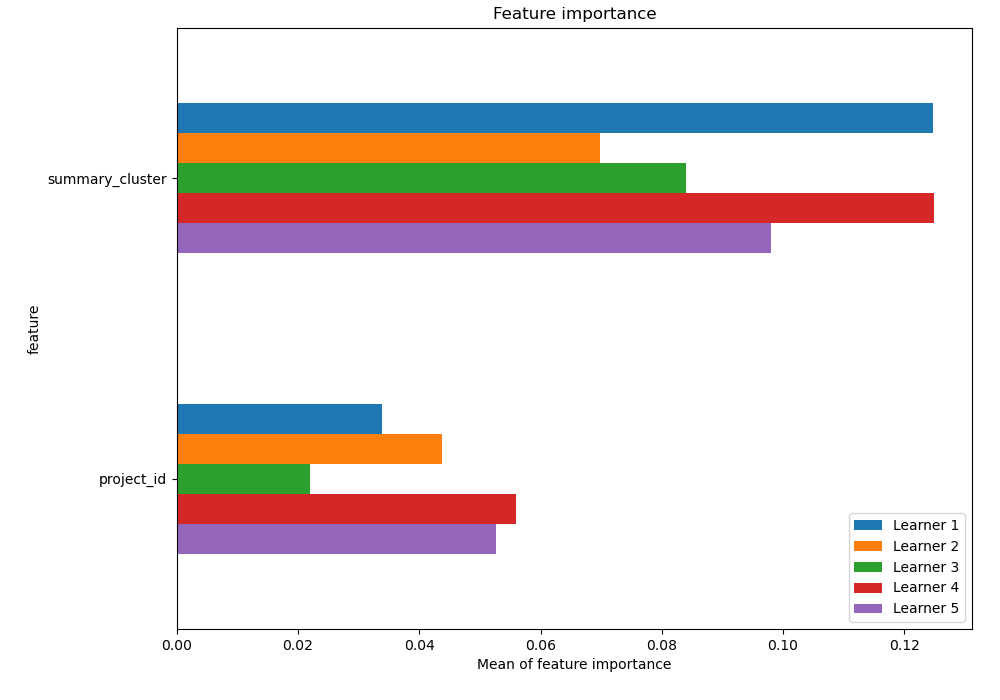 Feature importance
summary_cluster
feature
project_id
Learner 1
Learner 2
Learner 3
Learner 4
Learner 5
0.00 0.02 0.04 0.06 0.08 0.10 0.12
Mean of feature importance